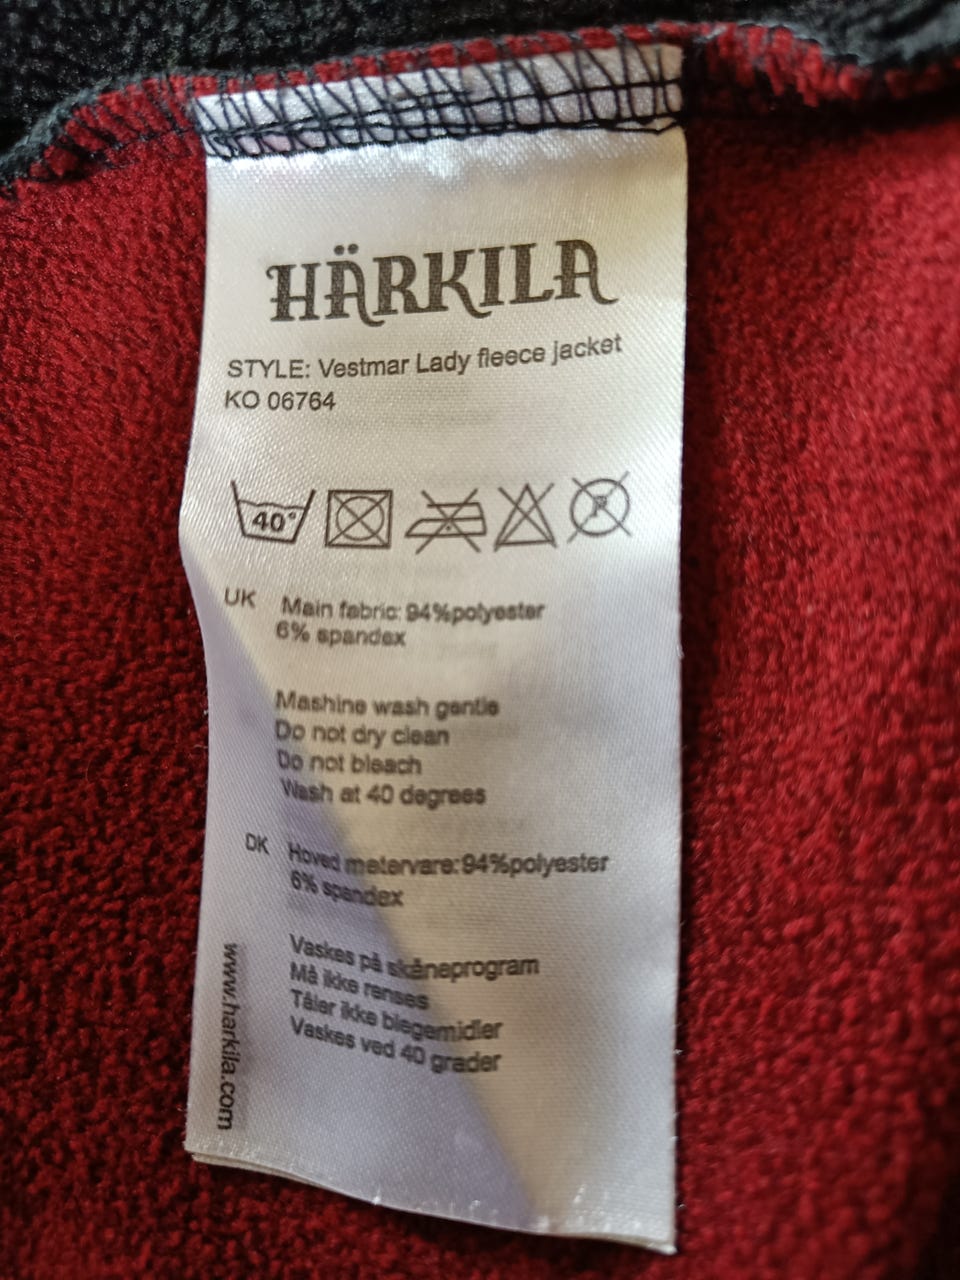 HÄRKILA
STYLE: Vestmar Lady fleece jacket
KO 06764
40°
P
UK Main fabric: 94%polyester
6% spandex
Mashine wash gentle
Do not dry clean
Do not bleach
Wash at 40 degrees
DK Hoved metervare: 94%polyester
6% spandex
Vaskes på skåneprogram
Må ikke renses
Tåler ikke blegemidler
Vaskes ved 40 grader
www.harkila.com